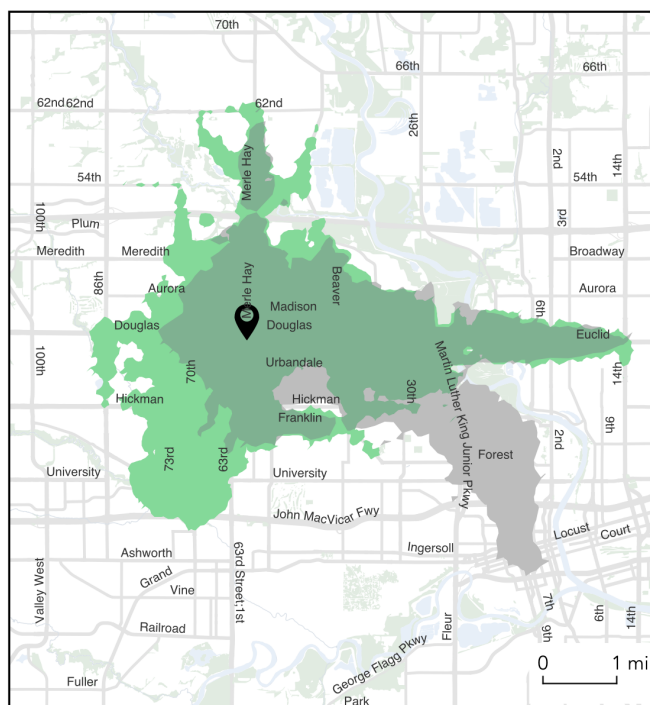 70th
66th
66th
62nd
62nd
62nd
26th
2nd
14th
Merle Hay
54th
54th
100th
Plum
3rd
Meredith
Meredith
Broadway
86th
Aurora
Merle Hay
Beaver
Aurora
6th
Madison
Douglas
Douglas
Euclid
100th
Urbandale
70th
14th
Martin Luther King Junior Pkwy
Hickman
Hickman
30th
Franklin
9th
2nd
73rd
63rd
Forest
University
University
John MacVicar Fwy
Locust
Court
Ashworth
Ingersoll
Valley West
Grand
63rd Street;1st
Vine
7th
6th
14th
9th
Railroad
Fleur
George Flagg Pkwy
0 1 mi
Fuller
Park